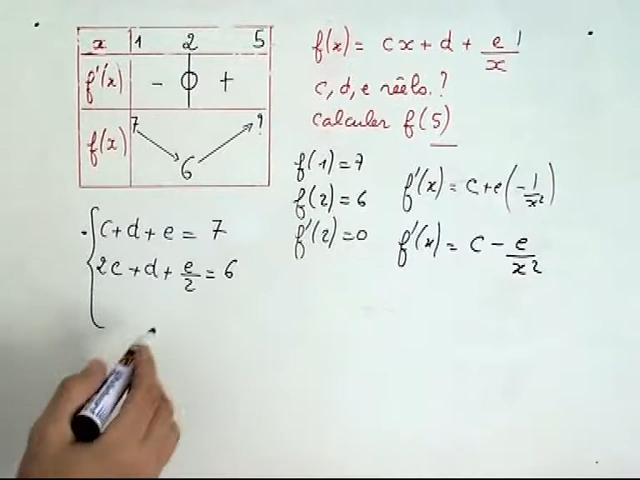 x 1 2 5
f'(x) - 0 +
f(x) 7 6 ?
f(x) = cx + d + e/x 1
c, d, e réels ?
calculer f(5)
f(1) = 7
f(2) = 6
f'(2) = 0
f'(x) = c + e(-1/x²)
f'(x) = c - e/x²
c + d + e = 7
2c + d + e/2 = 6